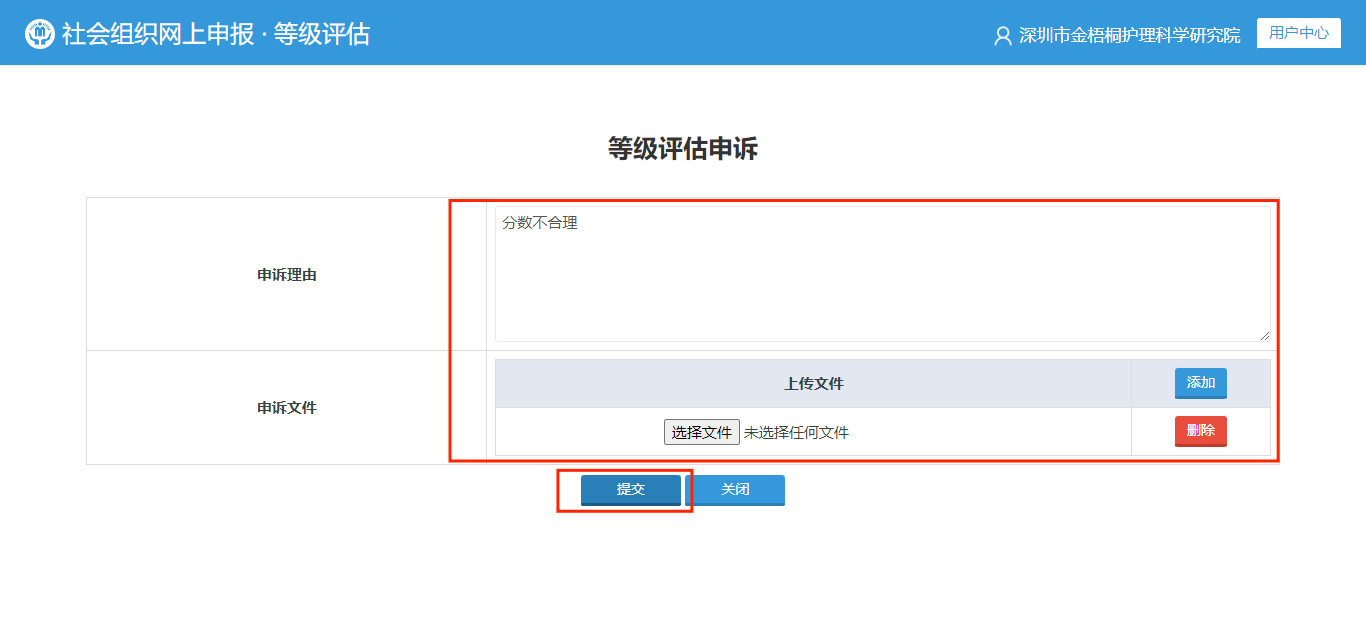 社会组织网上申报 · 等级评估
深圳市金梧桐护理科学研究院
用户中心
等级评估申诉
申诉理由
分数不合理
申诉文件
上传文件
添加
选择文件 未选择任何文件
删除
提交
关闭